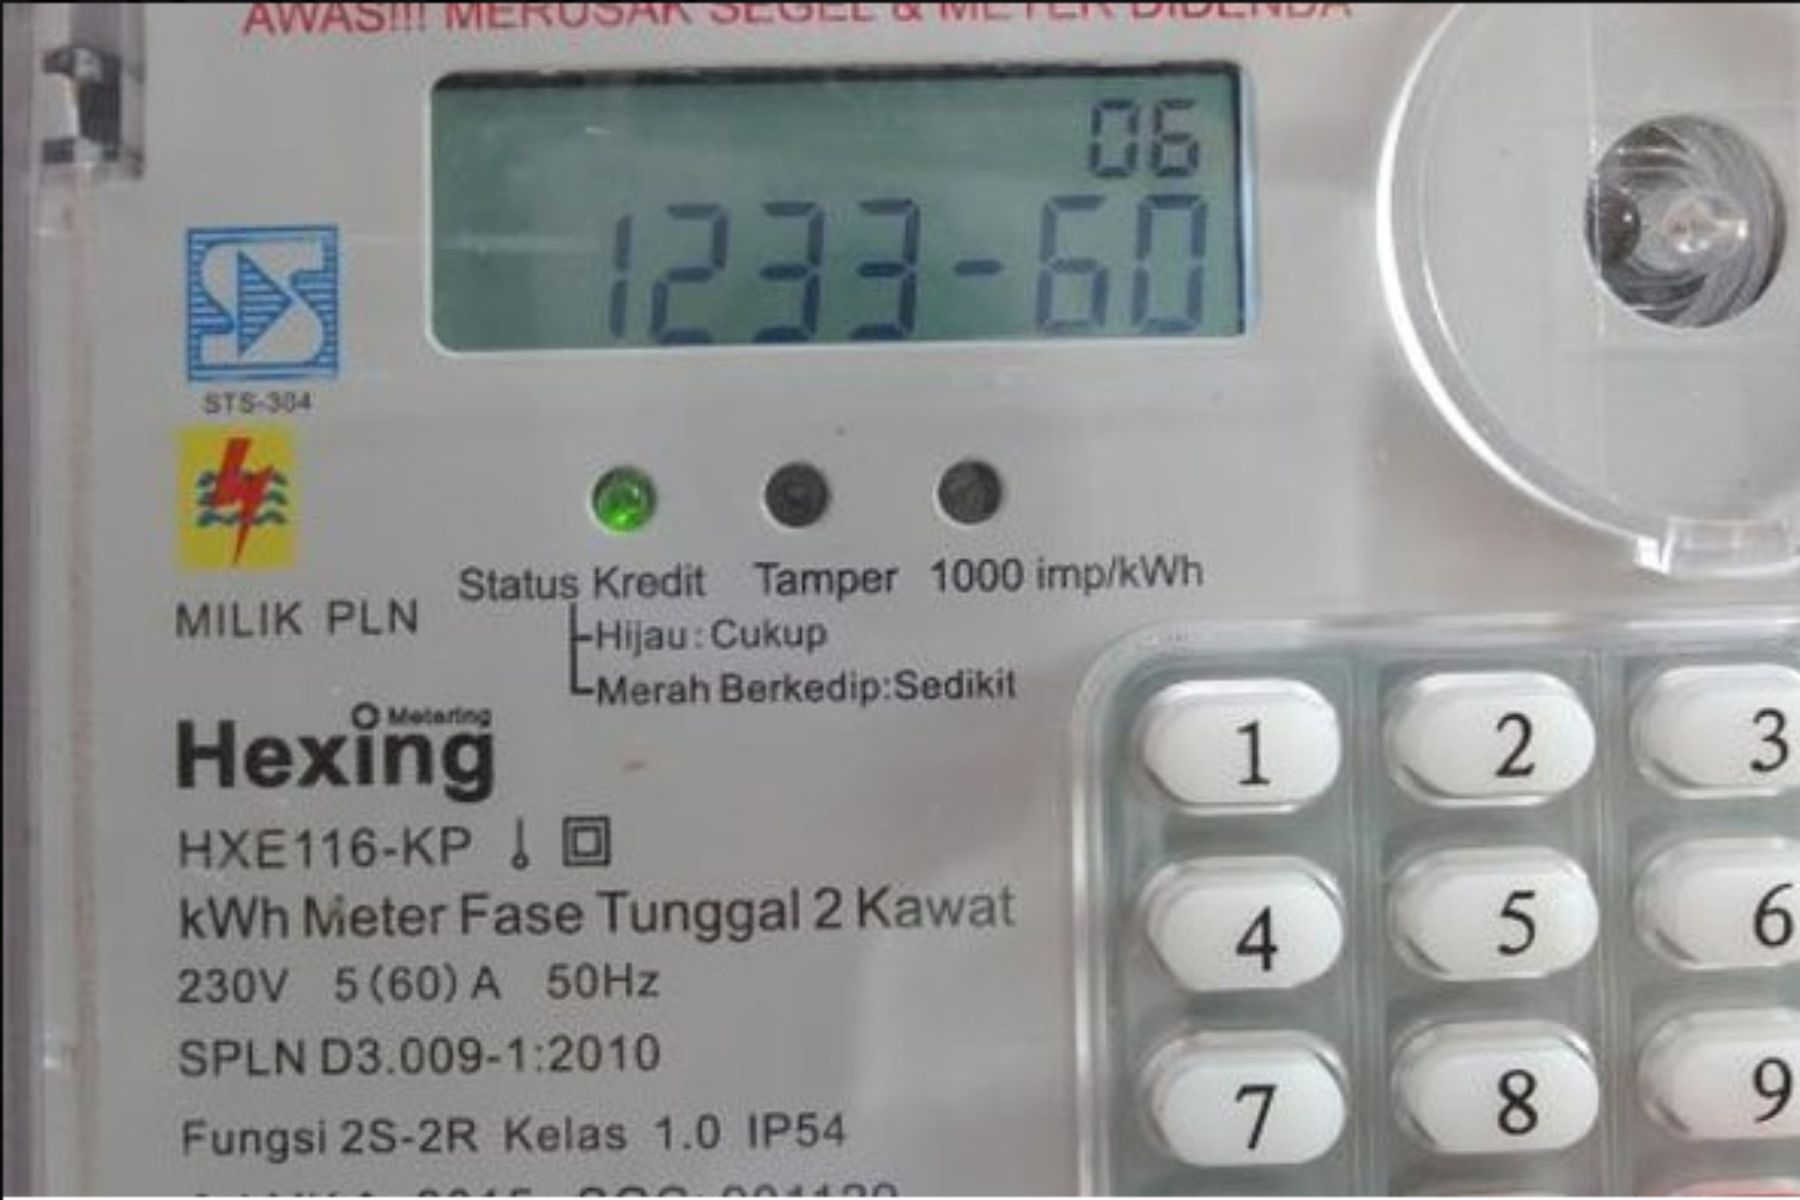 AWAS!!! MERUSAK SEGEL & METER DIDENDA
06
1233-60
STS-304
Status Kredit Tamper 1000 imp/kWh
Hijau: Cukup
Merah Berkedip:Sedikit
MILIK PLN
Metering
Hexing
HXE116-KP
kWh Meter Fase Tunggal 2 Kawat
230V 5(60)A 50Hz
SPLN D3.009-1:2010
Fungsi 2S-2R Kelas 1.0 IP54
1 2 3
4 5 6
7 8 9